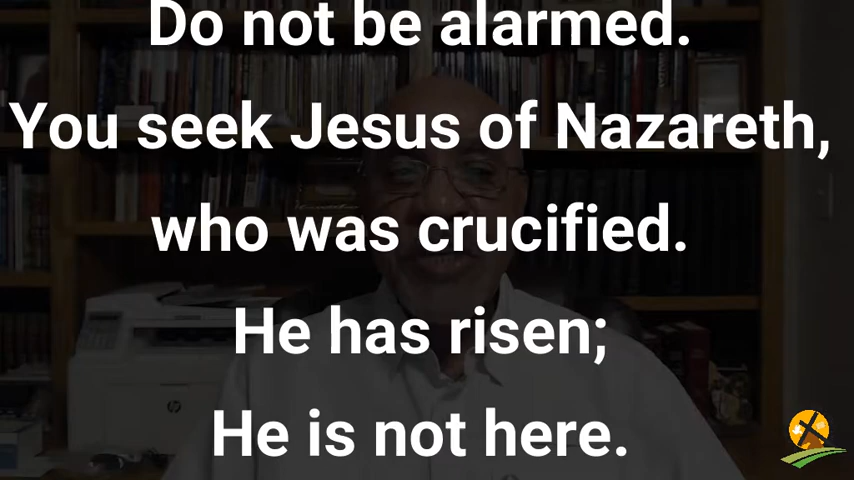 Do not be alarmed.
You seek Jesus of Nazareth,
who was crucified.
He has risen;
He is not here.
hp